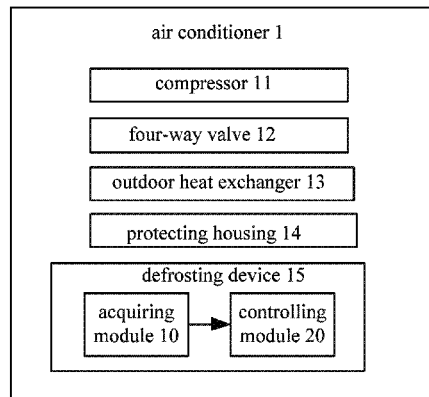 air conditioner 1
compressor 11
four-way valve 12
outdoor heat exchanger 13
protecting housing 14
defrosting device 15
acquiring controlling
module 10 module 20